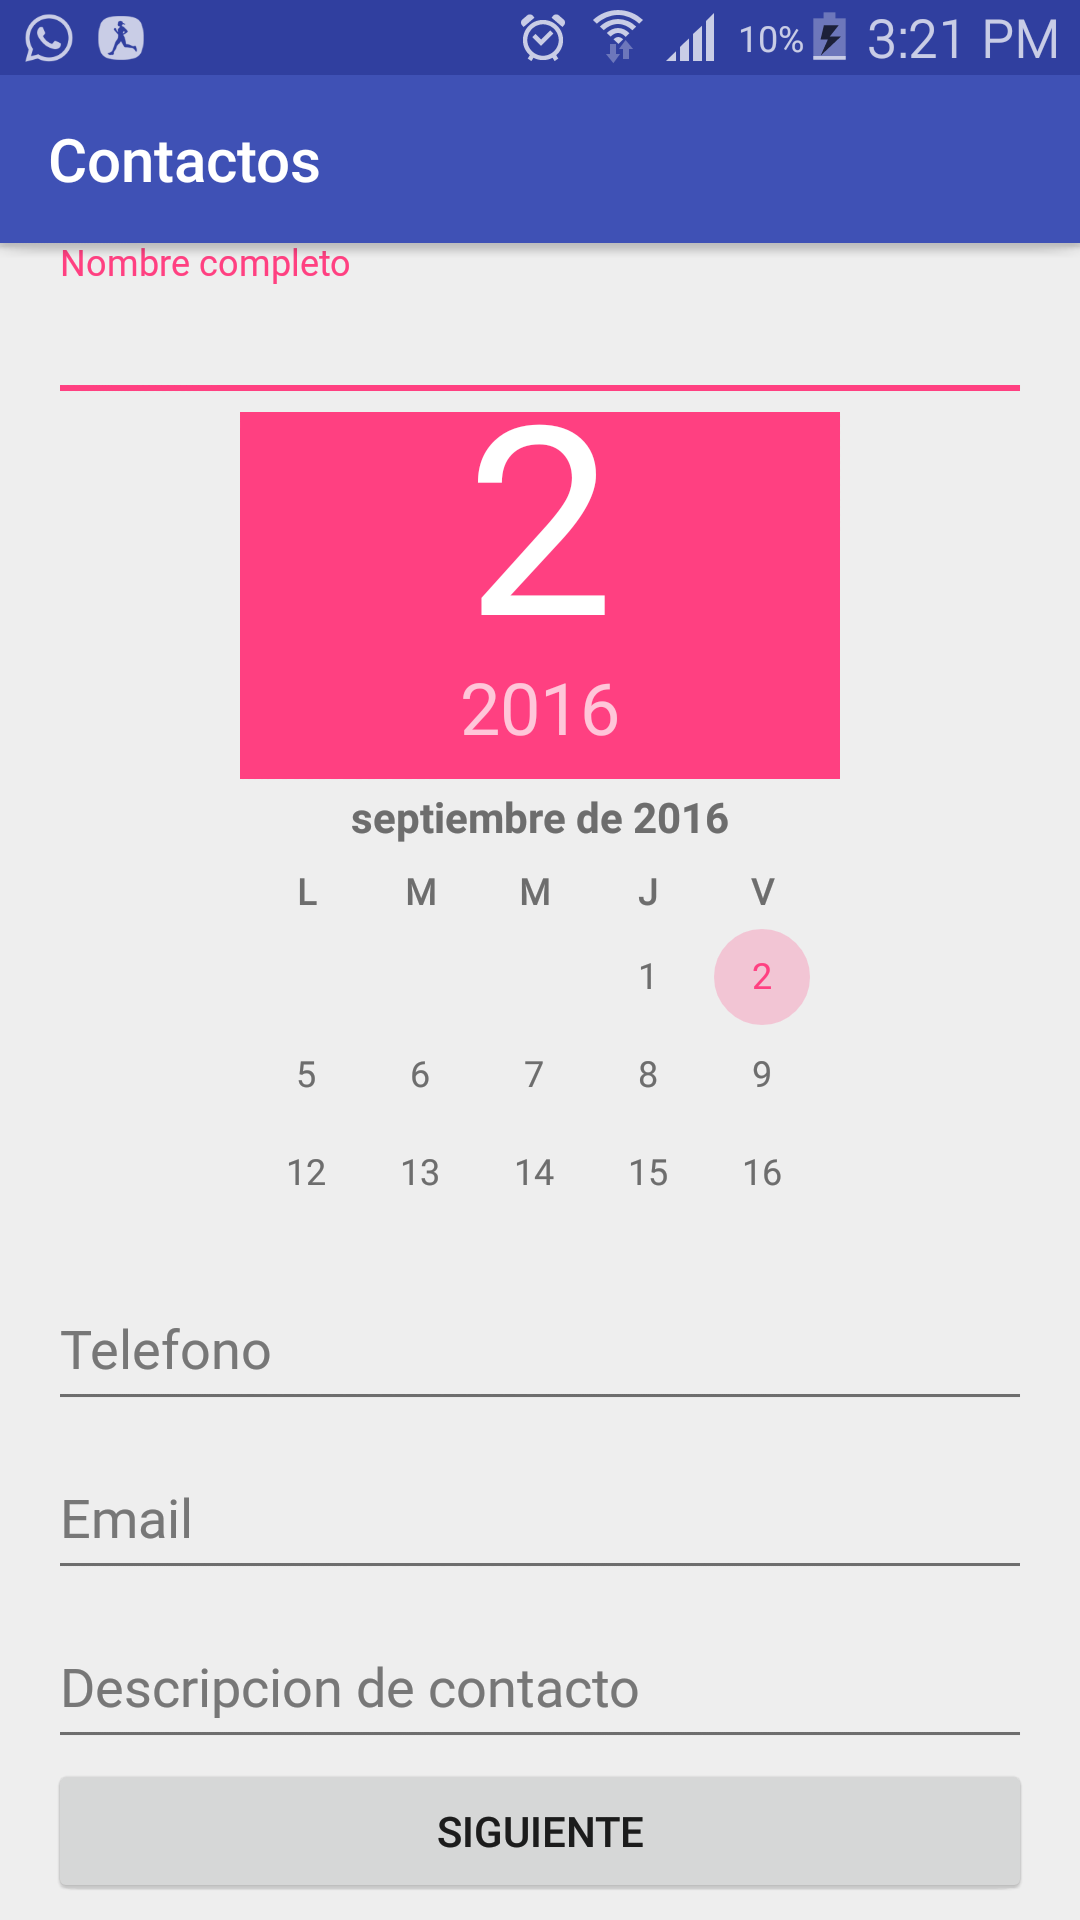 10% 3:21 PM
Contactos
Nombre completo
2
2016
septiembre de 2016
L M M J V
1 2
5 6 7 8 9
12 13 14 15 16
Telefono
Email
Descripcion de contacto
SIGUIENTE